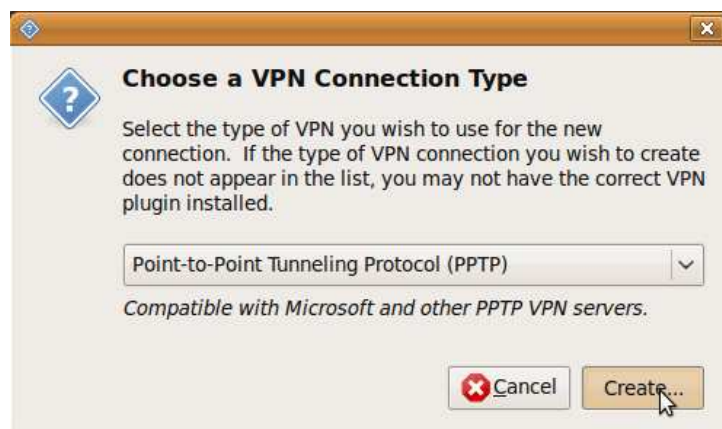 Choose a VPN Connection Type
Select the type of VPN you wish to use for the new
connection.  If the type of VPN connection you wish to create
does not appear in the list, you may not have the correct VPN
plugin installed.
Point-to-Point Tunneling Protocol (PPTP)
Compatible with Microsoft and other PPTP VPN servers.
Cancel
Create...